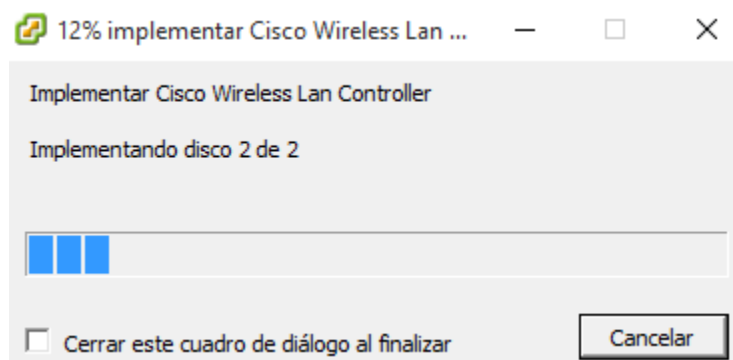 12% implementar Cisco Wireless Lan ...
Implementar Cisco Wireless Lan Controller
Implementando disco 2 de 2
Cerrar este cuadro de diálogo al finalizar
Cancelar